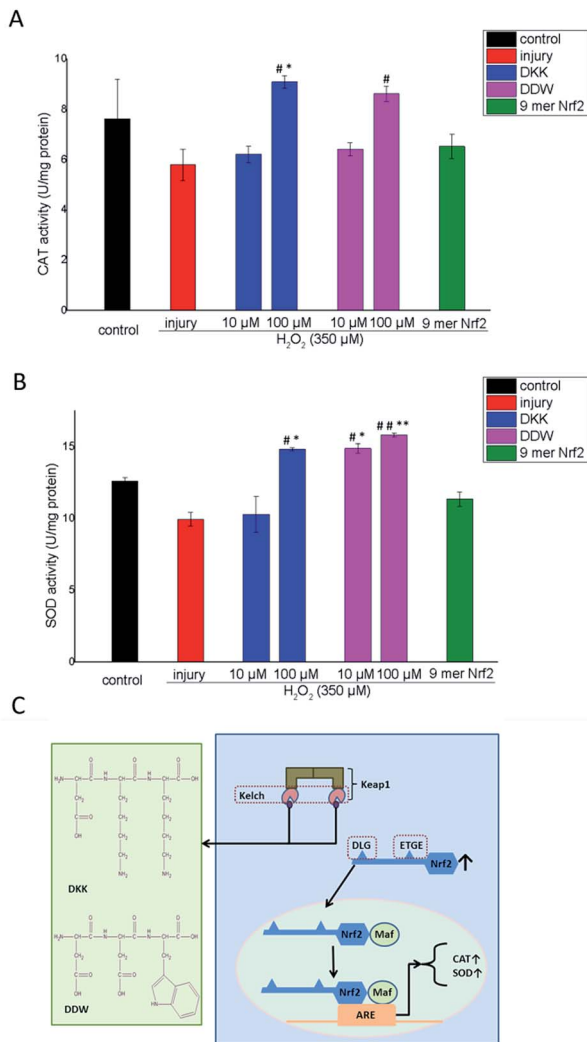 A
CAT activity (U/mg protein)
10
8
6
4
2
0
# *
#
control
injury
DKK
DDW
9 mer Nrf2
control
injury
10 µM
100 µM
10 µM
100 µM
9 mer Nrf2
H₂O₂ (350 µM)
B
SOD activity (U/mg protein)
15
10
5
0
# *
# *
# # **
control
injury
DKK
DDW
9 mer Nrf2
control
injury
10 µM
100 µM
10 µM
100 µM
9 mer Nrf2
H₂O₂ (350 µM)
C
DKK
DDW
Kelch
Keap1
DLG
ETGE
Nrf2
Nrf2
Maf
Nrf2
Maf
ARE
CAT↑
SOD↑